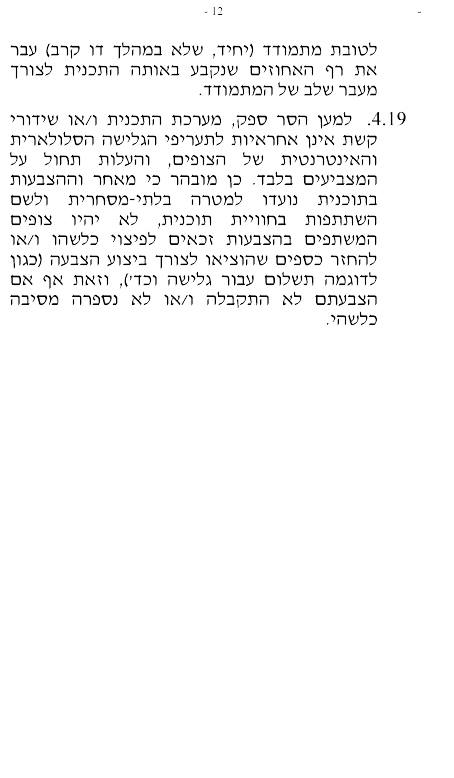 - 12 -
לטובת מתמודד (יחיד, שלא במהלך דו קרב) עבר
את רף האחוזים שנקבע באותה התכנית לצורך
מעבר שלב של המתמודד.
4.19. למען הסר ספק, מערכת התכנית ו/או שידורי
קשת אינן אחראיות לתעריפי הגלישה הסלולארית
והאינטרנטית של הצופים, והעלות תחול על
המצביעים בלבד. כן מובהר כי מאחר וההצבעות
בתוכנית נועדו למטרה בלתי-מסחרית ולשם
השתתפות בחוויית תוכנית, לא יהיו צופים
המשתפים בהצבעות זכאים לפיצוי כלשהו ו/או
להחזר כספים שהוציאו לצורך ביצוע הצבעה (כגון
לדוגמה תשלום עבור גלישה וכד'), וזאת אף אם
הצבעתם לא התקבלה ו/או לא נספרה מסיבה
כלשהי.